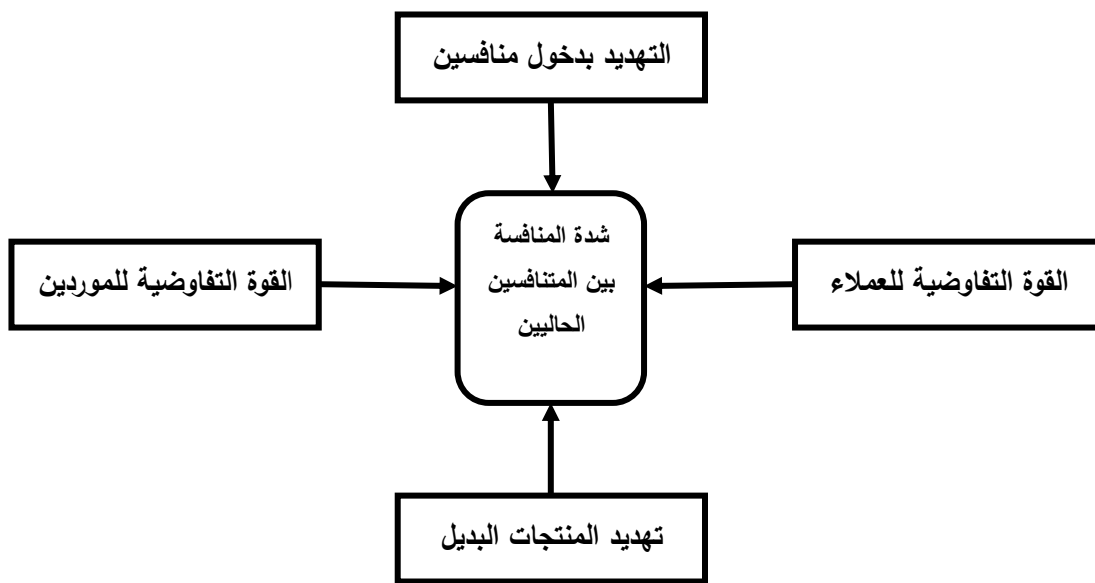 التهديد بدخول منافسين
شدة المنافسة
بين المتنافسين
الحاليين
القوة التفاوضية للعملاء
القوة التفاوضية للموردين
تهديد المنتجات البديل